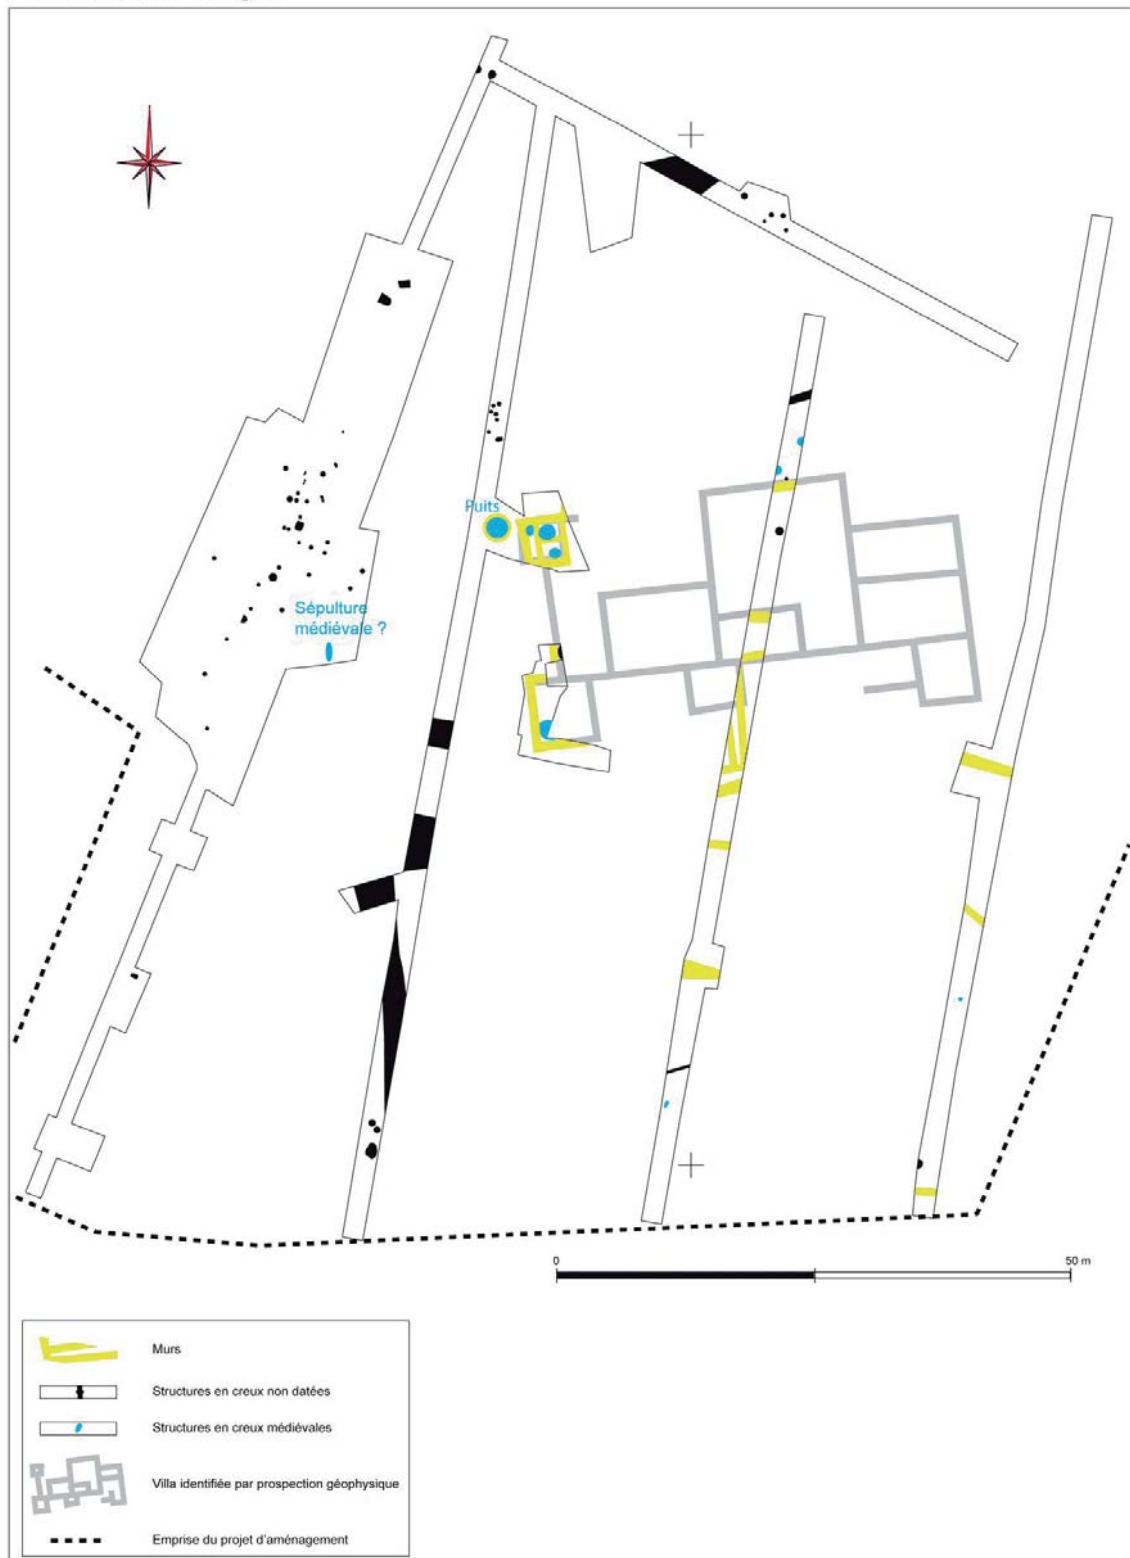 Puits
Sépulture
médiévale ?
0
50 m
Murs
Structures en creux non datées
Structures en creux médiévales
Villa identifiée par prospection géophysique
Emprise du projet d'aménagement